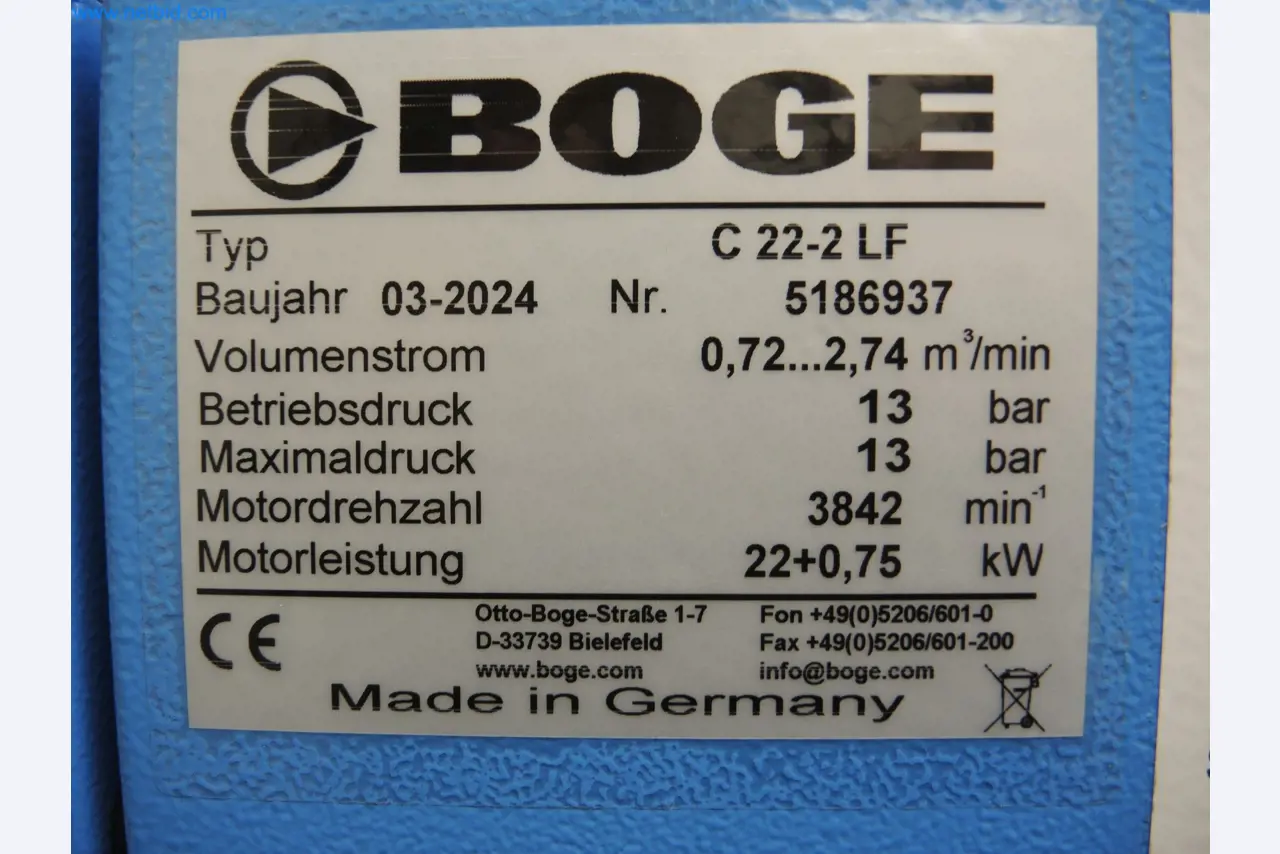 BOGE
Typ C 22-2 LF
Baujahr 03-2024 Nr. 5186937
Volumenstrom 0,72...2,74 m³/min
Betriebsdruck 13 bar
Maximaldruck 13 bar
Motordrehzahl 3842 min⁻¹
Motorleistung 22+0,75 kW
CE
Otto-Boge-Straße 1-7 Fon +49(0)5206/601-0
D-33739 Bielefeld Fax +49(0)5206/601-200
www.boge.com info@boge.com
Made in Germany